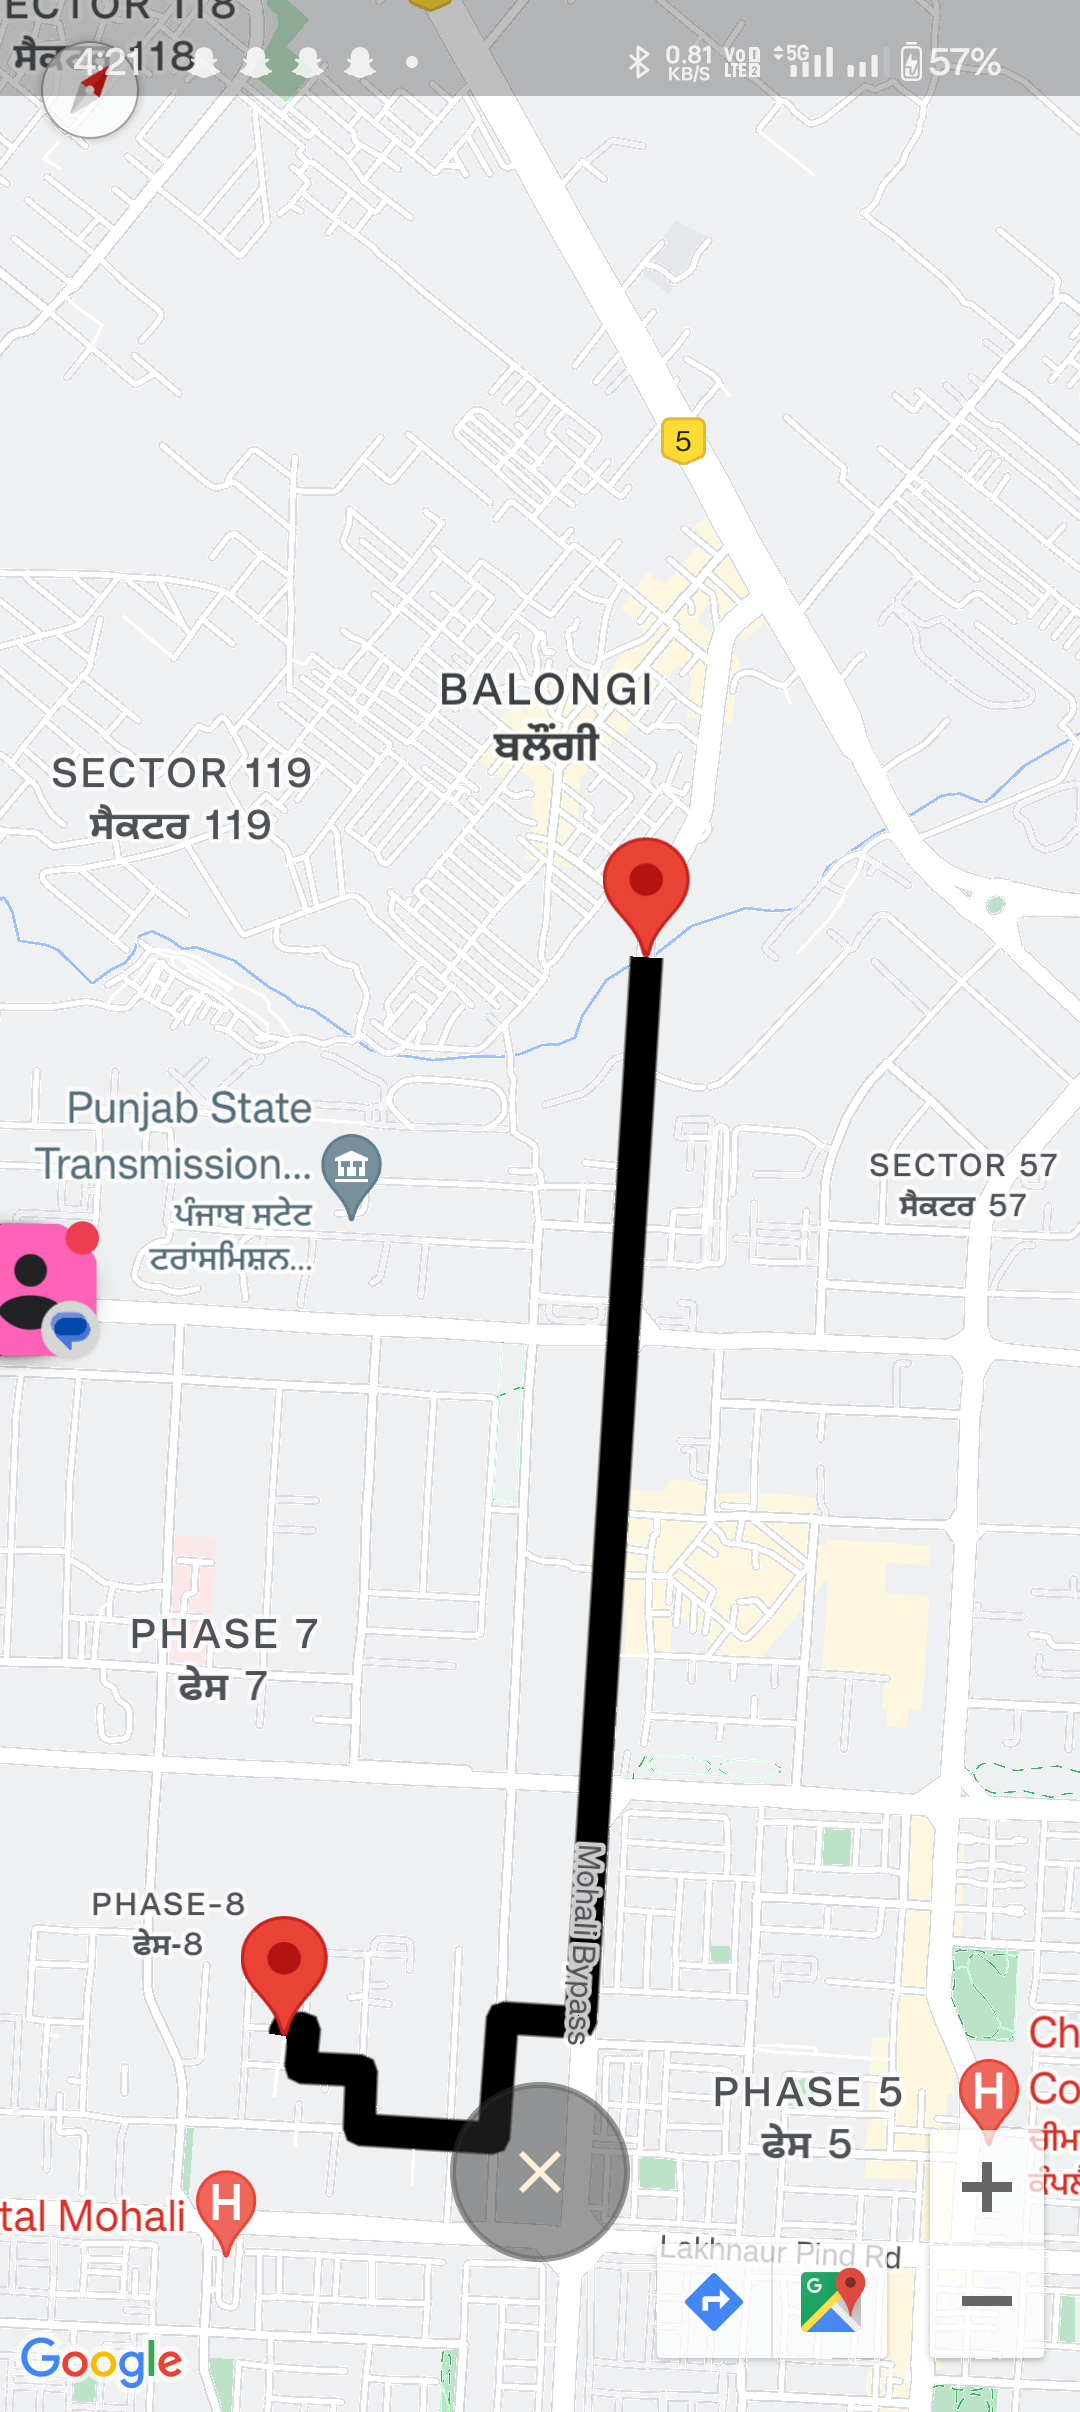 SECTOR 118
ਸੈਕਟਰ 118
4:21
0.81
KB/S
VoD
LTE2
5G
57%
5
BALONGI
ਬਲੌਂਗੀ
SECTOR 119
ਸੈਕਟਰ 119
Punjab State
Transmission...
ਪੰਜਾਬ ਸਟੇਟ
ਟਰਾਂਸਮਿਸ਼ਨ...
SECTOR 57
ਸੈਕਟਰ 57
PHASE 7
ਫੇਸ 7
Mohali Bypass
PHASE-8
ਫੇਸ-8
PHASE 5
ਫੇਸ 5
H
Ch
Co
H
tal Mohali
Lakhnaur Pind Rd
G
Google